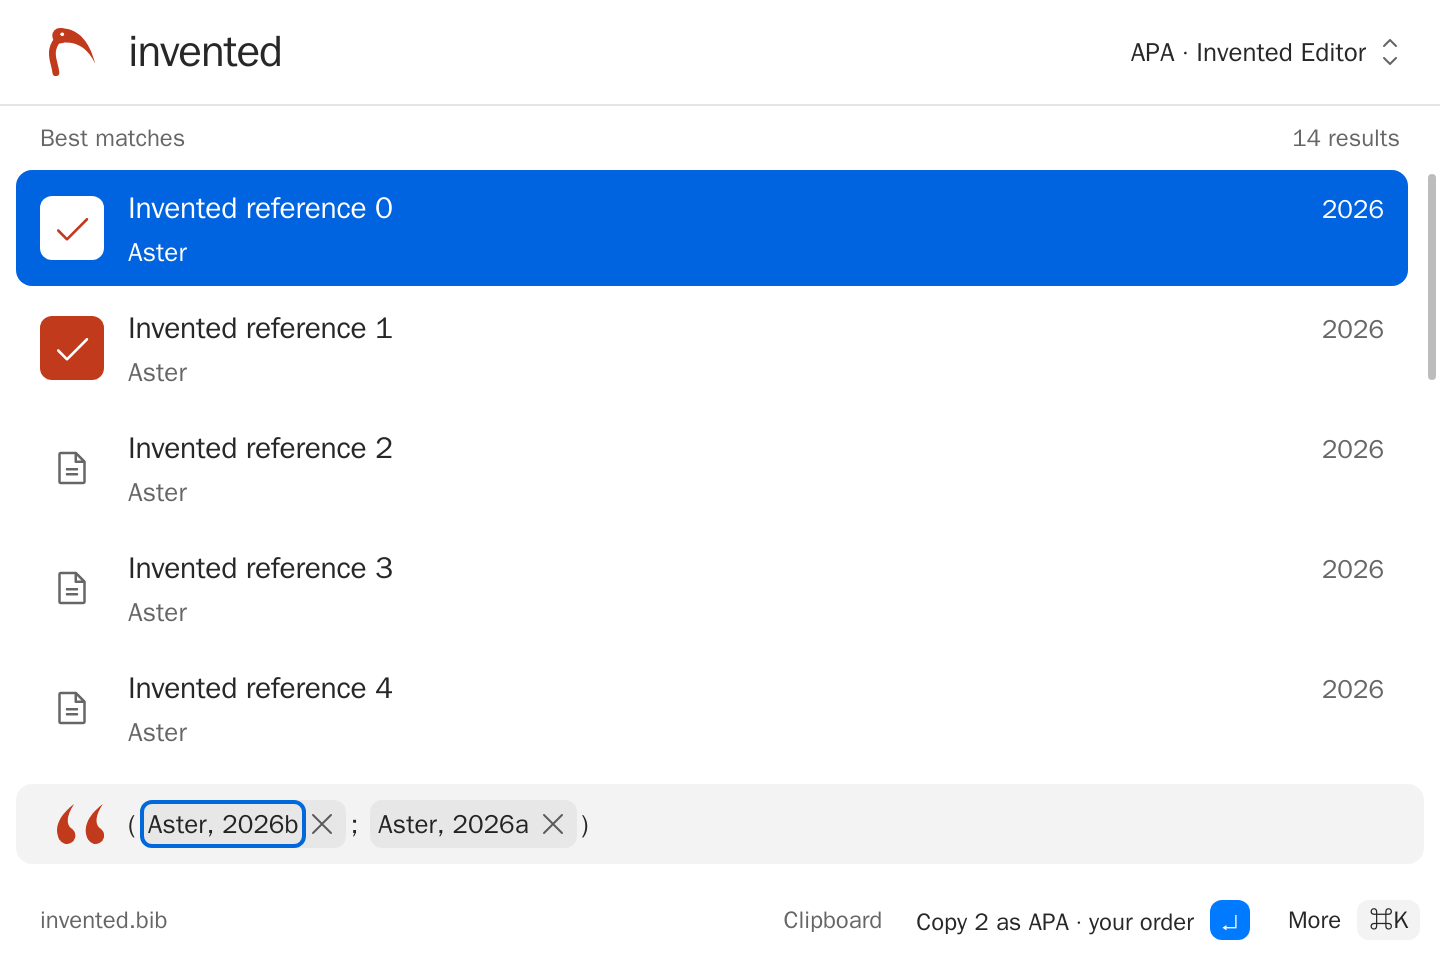 invented
APA · Invented Editor
Best matches
14 results
Invented reference 0
2026
Aster
Invented reference 1
2026
Aster
Invented reference 2
2026
Aster
Invented reference 3
2026
Aster
Invented reference 4
2026
Aster
( Aster, 2026b ; Aster, 2026a )
invented.bib
Clipboard
Copy 2 as APA · your order
More ⌘K